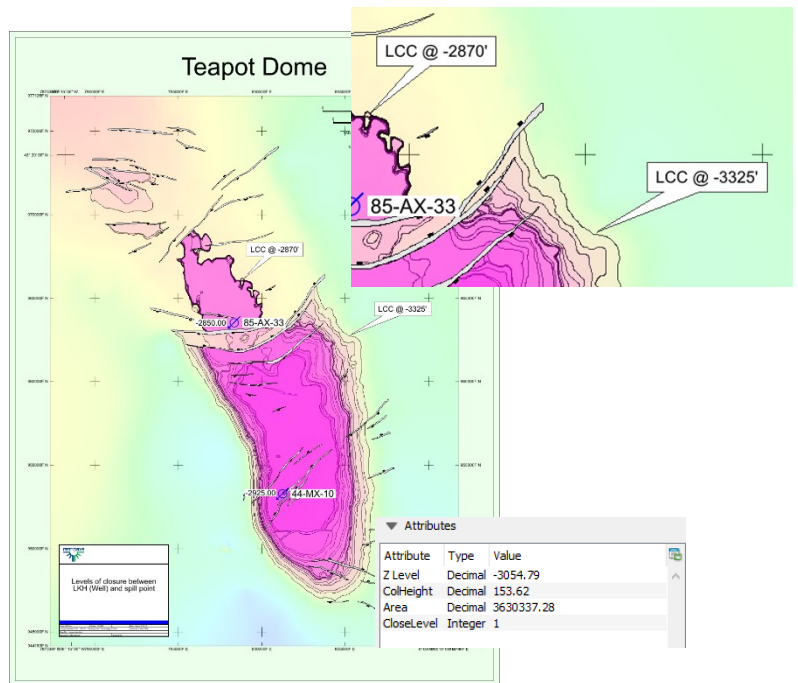 Teapot Dome
LCC @ -2870'
85-AX-33
LCC @ -3325'
LCC @ -2870'
LCC @ -3325'
-2850.00 85-AX-33
-2925.00 44-MX-10
Levels of closure between
LKH (Well) and spill point
Attributes
Attribute Type Value
Z Level Decimal -3054.79
ColHeight Decimal 153.62
Area Decimal 3630337.28
CloseLevel Integer 1